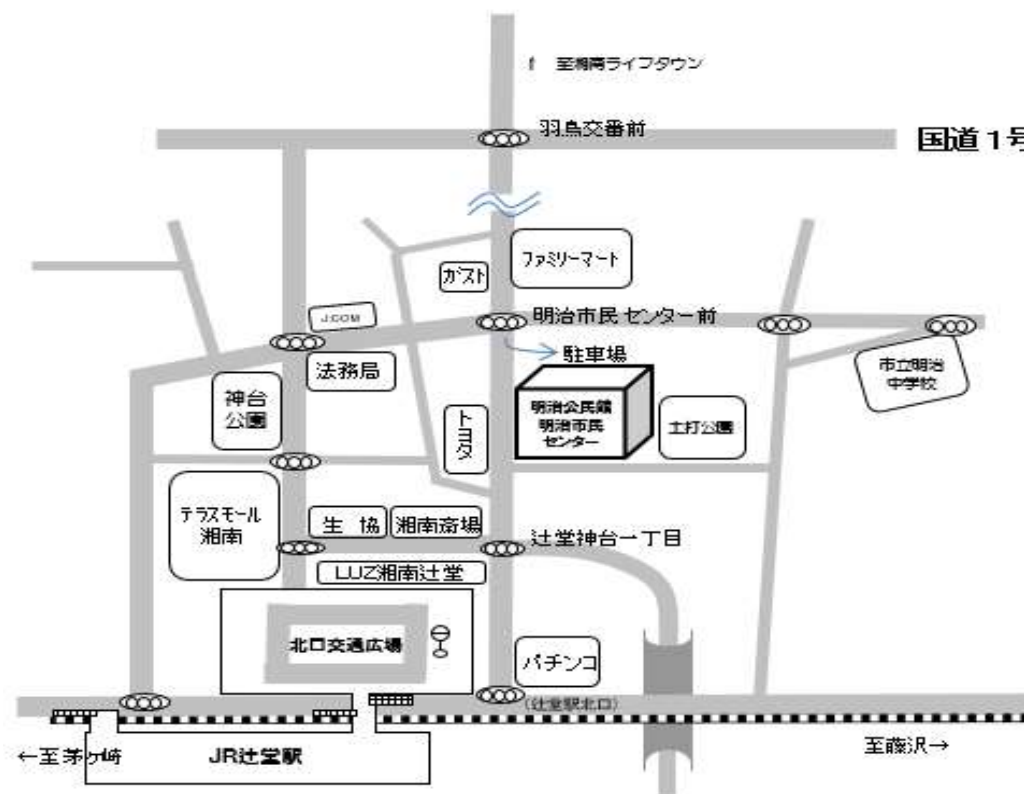 ↑ 至湘南ライフタウン
羽鳥交番前
国道1号
ファミリーマート
ガスト
J:COM
明治市民センター前
駐車場
法務局
市立明治
中学校
神台
公園
トヨタ
明治公民館
明治市民
センター
土打公園
テラスモール
湘南
生 協
湘南斎場
辻堂神台一丁目
LUZ湘南辻堂
北口交通広場
パチンコ
(辻堂駅北口)
←至茅ヶ崎
JR辻堂駅
至藤沢→